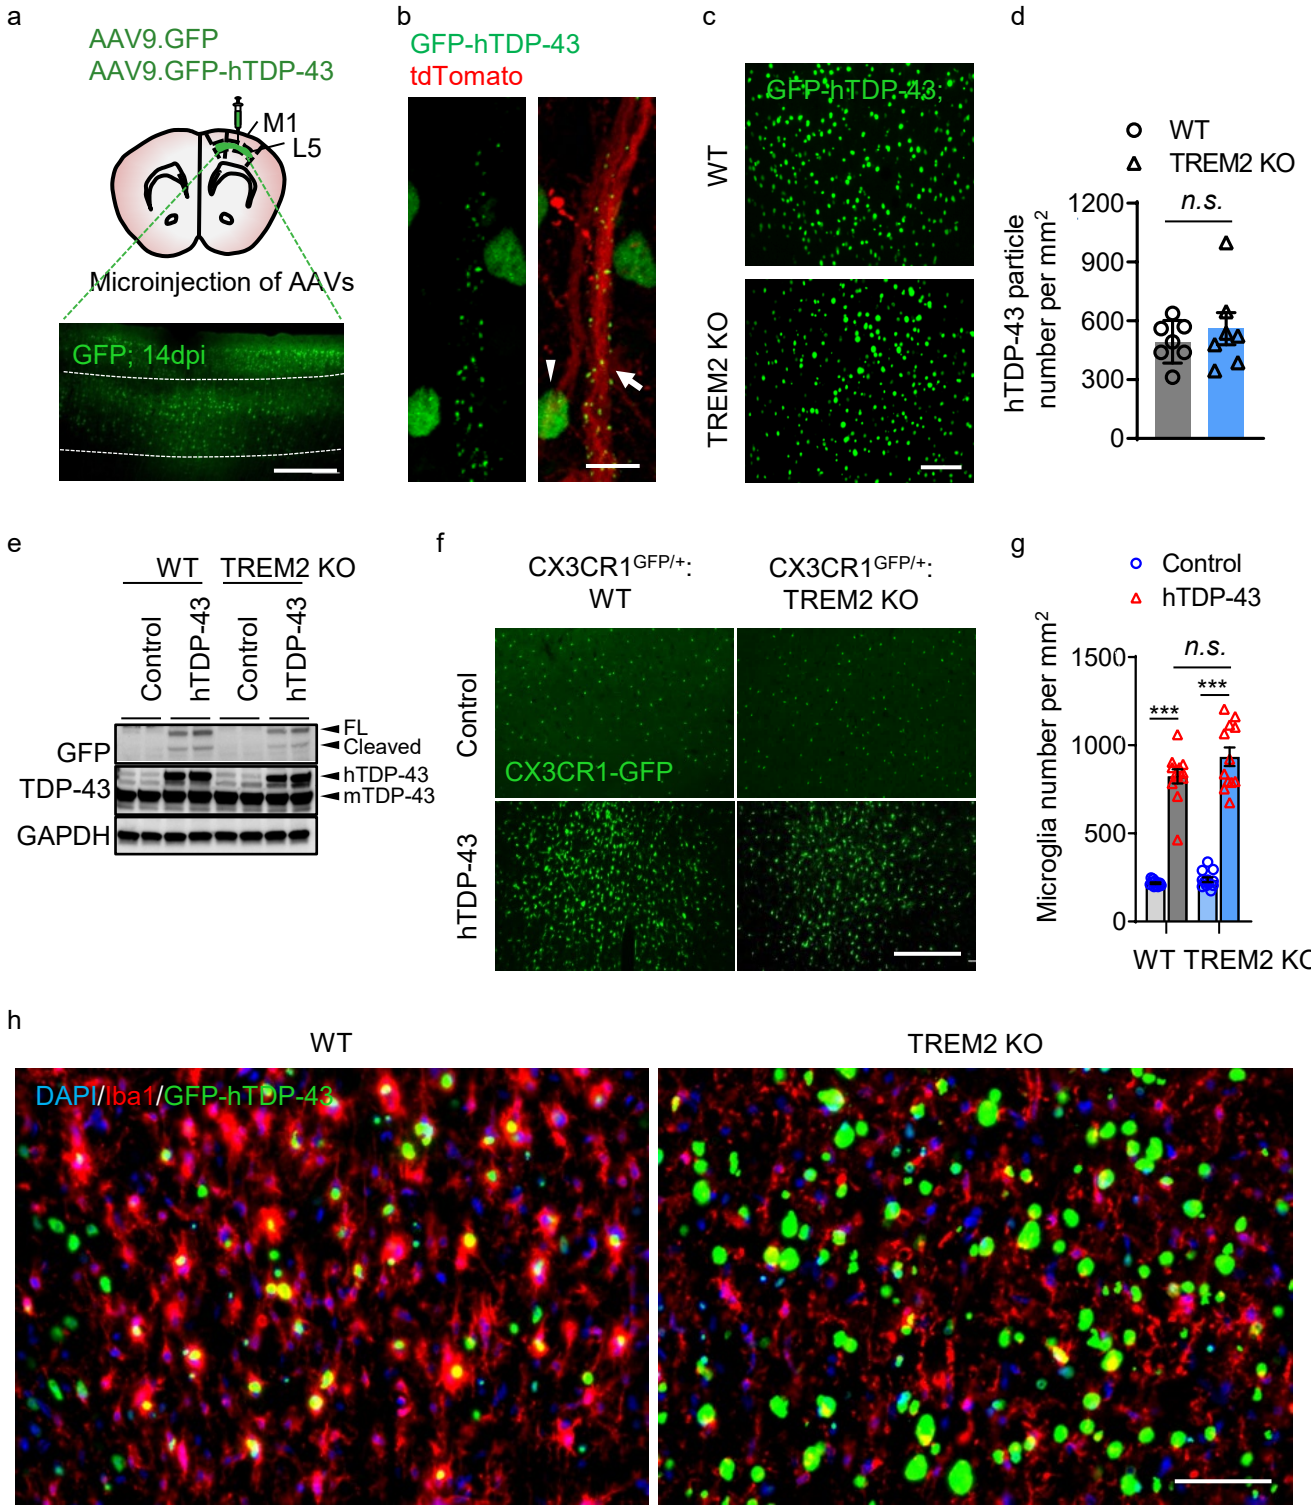 a
AAV9.GFP
AAV9.GFP-hTDP-43
M1
L5
Microinjection of AAVs
GFP; 14dpi
b
GFP-hTDP-43
tdTomato
c
GFP-hTDP-43;
WT
TREM2 KO
d
WT
TREM2 KO
n.s.
hTDP-43 particle
number per mm²
1200
900
600
300
0
e
WT TREM2 KO
Control
hTDP-43
Control
hTDP-43
GFP
FL
Cleaved
TDP-43
hTDP-43
mTDP-43
GAPDH
f
CX3CR1GFP/+:
WT
CX3CR1GFP/+:
TREM2 KO
Control
CX3CR1-GFP
hTDP-43
g
Control
hTDP-43
n.s.
***
***
Microglia number per mm²
1500
1000
500
0
WT TREM2 KO
h
WT
TREM2 KO
DAPI/Iba1/GFP-hTDP-43